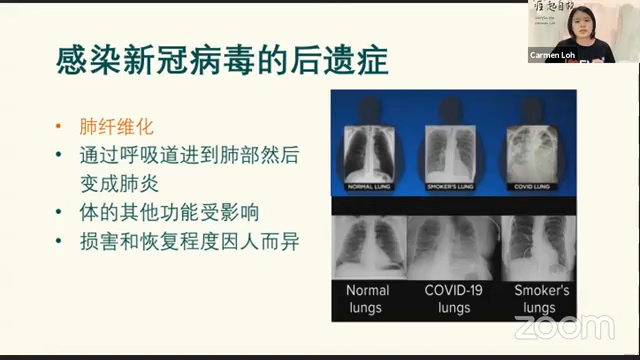 感染新冠病毒的后遗症
Carmen Loh
• 肺纤维化
• 通过呼吸道进到肺部然后
变成肺炎
• 体的其他功能受影响
• 损害和恢复程度因人而异
NORMAL LUNG
SMOKER'S LUNG
COVID LUNG
Normal
lungs
COVID-19
lungs
Smoker's
lungs
zoom